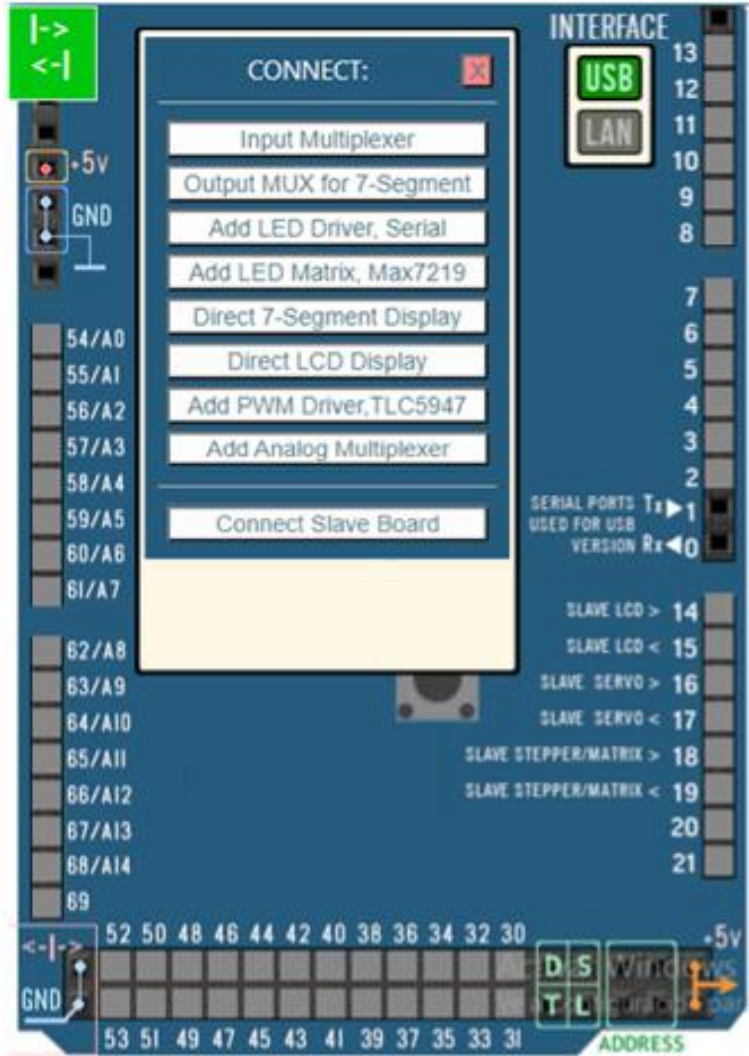 |->
<-|
INTERFACE
USB
LAN
CONNECT:
X
Input Multiplexer
Output MUX for 7-Segment
Add LED Driver, Serial
Add LED Matrix, Max7219
Direct 7-Segment Display
Direct LCD Display
Add PWM Driver,TLC5947
Add Analog Multiplexer
Connect Slave Board
+5v
GND
54/A0
55/A1
56/A2
57/A3
58/A4
59/A5
60/A6
61/A7
62/A8
63/A9
64/A10
65/A11
66/A12
67/A13
68/A14
69
13
12
11
10
9
8
7
6
5
4
3
2
SERIAL PORTS Tx ▶1
USED FOR USB
VERSION Rx ◀0
SLAVE LCD > 14
SLAVE LCD < 15
SLAVE SERVO > 16
SLAVE SERVO < 17
SLAVE STEPPER/MATRIX > 18
SLAVE STEPPER/MATRIX < 19
20
21
<-|->
GND
52 50 48 46 44 42 40 38 36 34 32 30
53 51 49 47 45 43 41 39 37 35 33 31
D S
T L
+5v
ADDRESS